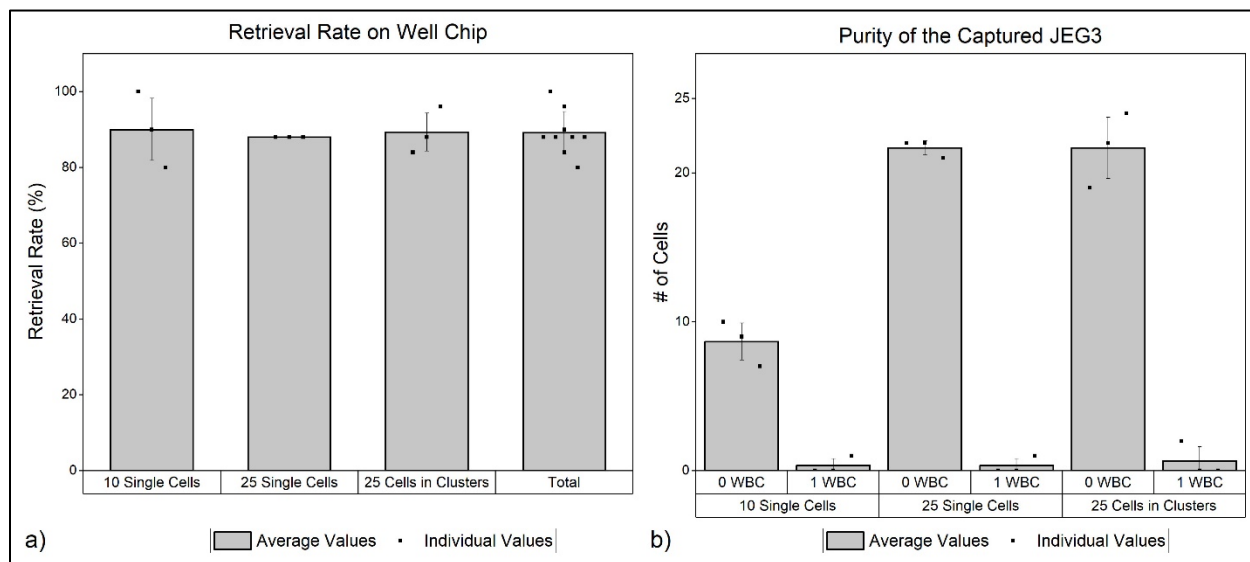 Retrieval Rate on Well Chip
Retrieval Rate (%)
100
80
60
40
20
0
10 Single Cells 25 Single Cells 25 Cells in Clusters Total
a) Average Values Individual Values
Purity of the Captured JEG3
# of Cells
25
20
10
0
0 WBC 1 WBC 0 WBC 1 WBC 0 WBC 1 WBC
10 Single Cells 25 Single Cells 25 Cells in Clusters
b) Average Values Individual Values